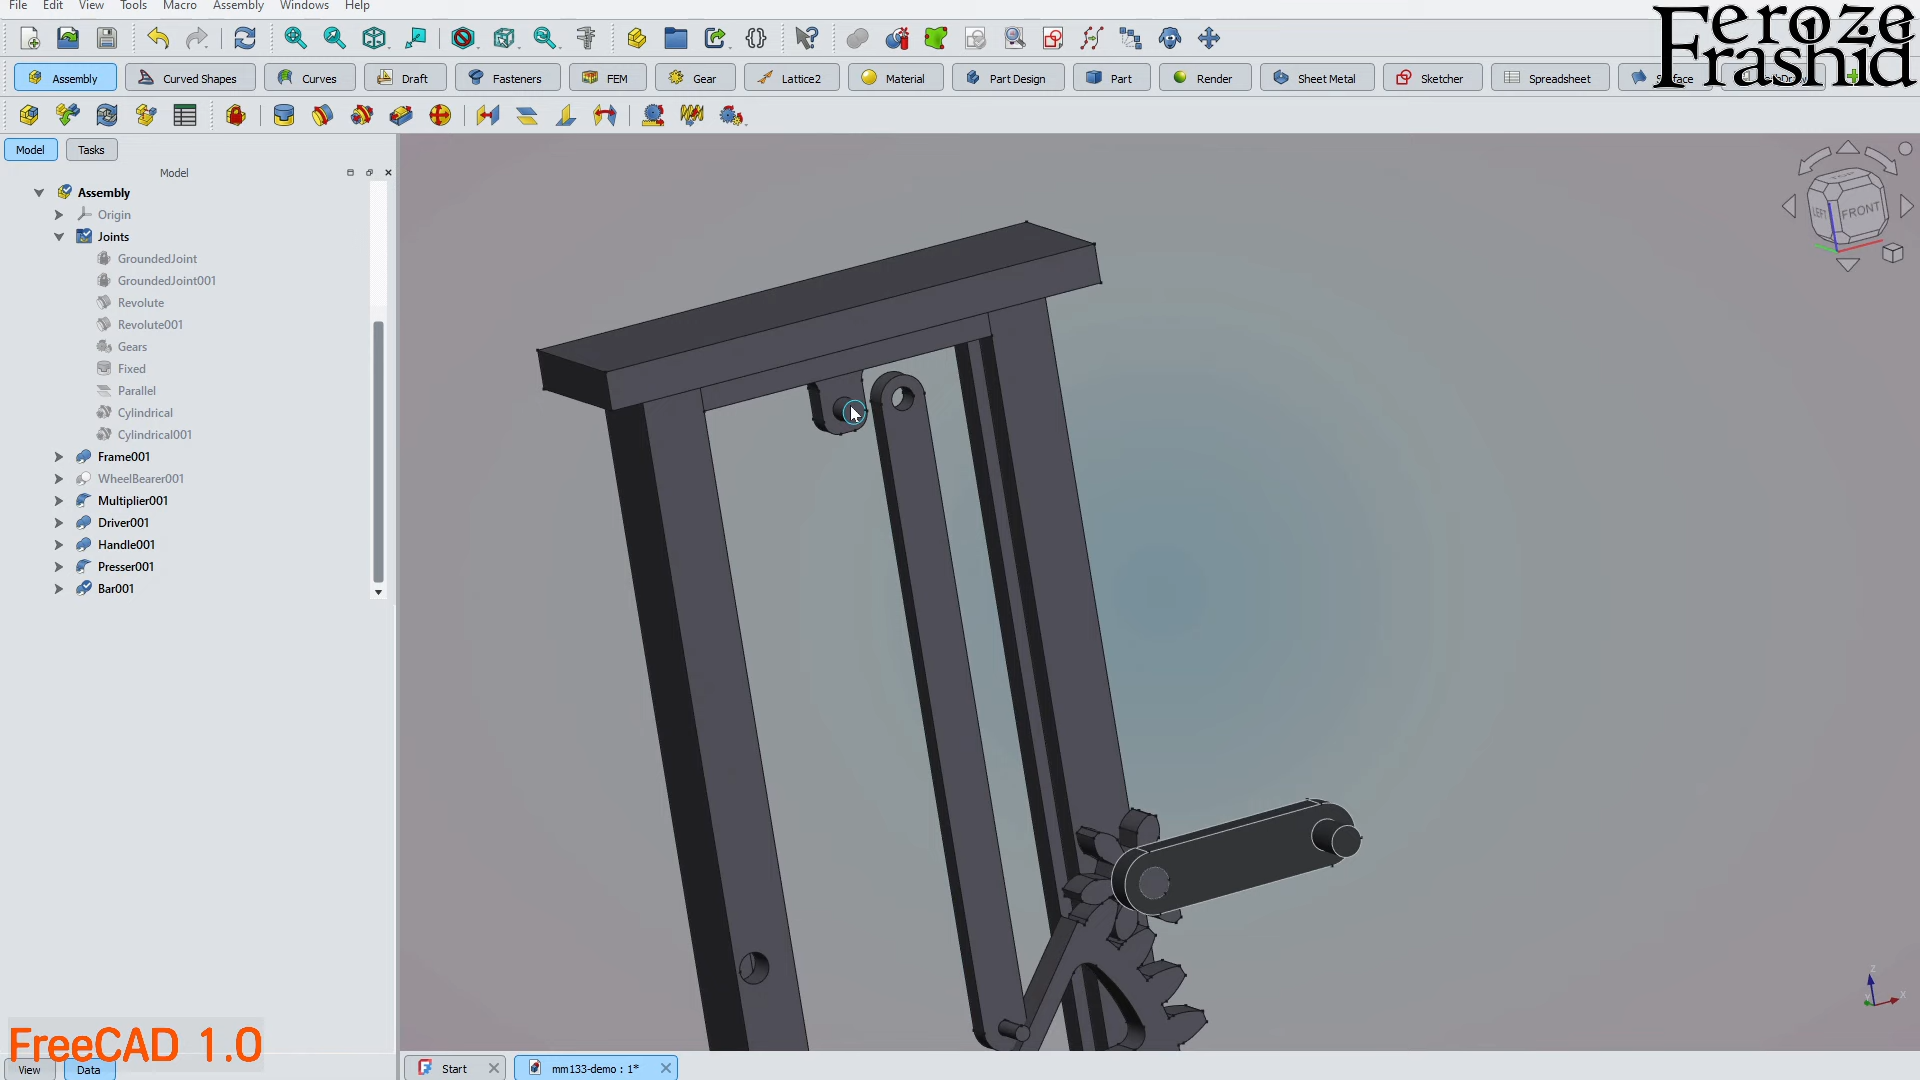 File Edit View Tools Macro Assembly Windows Help
Feroze
Frashid
Assembly Curved Shapes Curves Draft Fasteners FEM Gear Lattice2 Material Part Design Part Render Sheet Metal Sketcher Spreadsheet
Model Tasks
Model
Assembly
Origin
Joints
GroundedJoint
GroundedJoint001
Revolute
Revolute001
Gears
Fixed
Parallel
Cylindrical
Cylindrical001
Frame001
WheelBearer001
Multiplier001
Driver001
Handle001
Presser001
Bar001
TOP
LEFT FRONT
Z
X
FreeCAD 1.0
View Data
Start mm133-demo : 1*